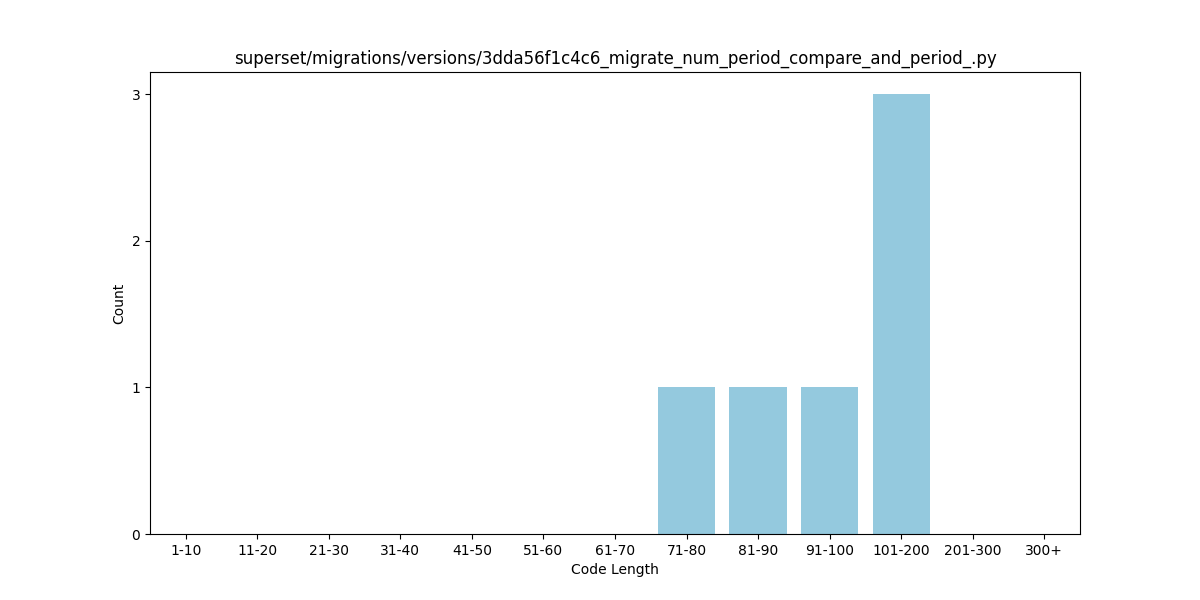 superset/migrations/versions/3dda56f1c4c6_migrate_num_period_compare_and_period_.py
3
2
1
0
Count
1-10 11-20 21-30 31-40 41-50 51-60 61-70 71-80 81-90 91-100 101-200 201-300 300+
Code Length